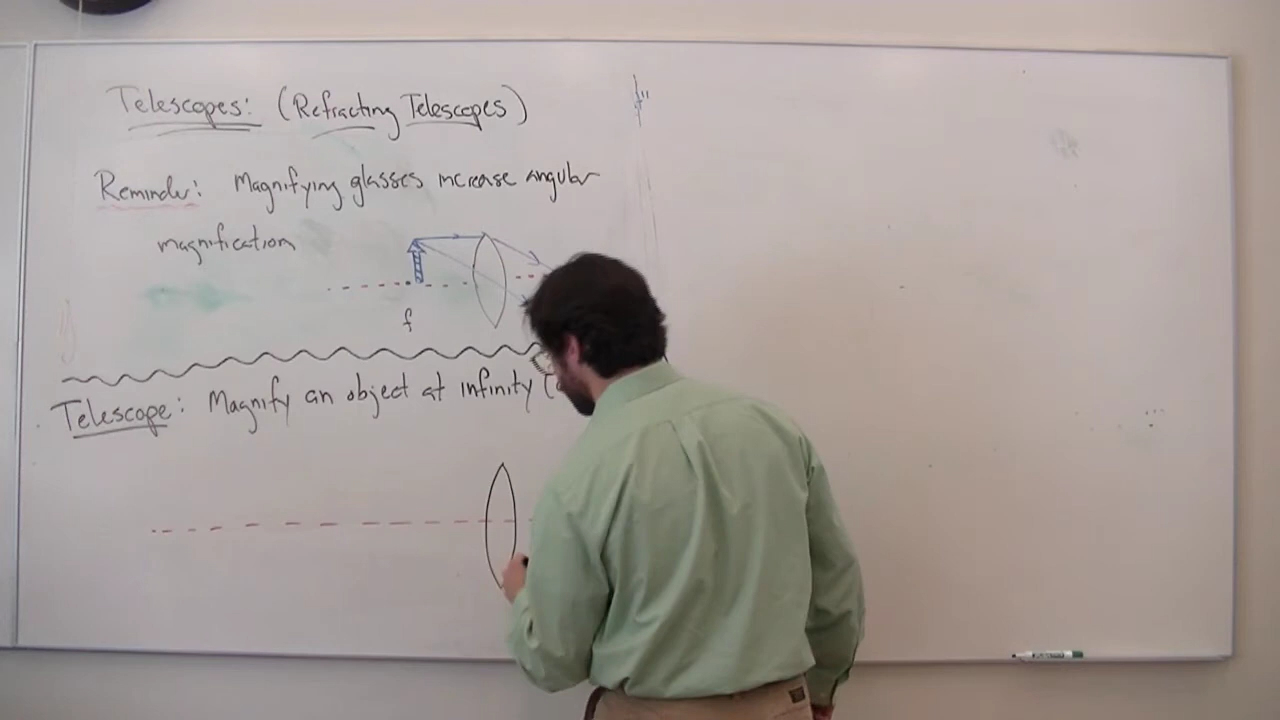 Telescopes: (Refracting Telescopes)
Reminder: Magnifying glasses increase angular
magnification
f
Telescope: Magnify an object at infinity (